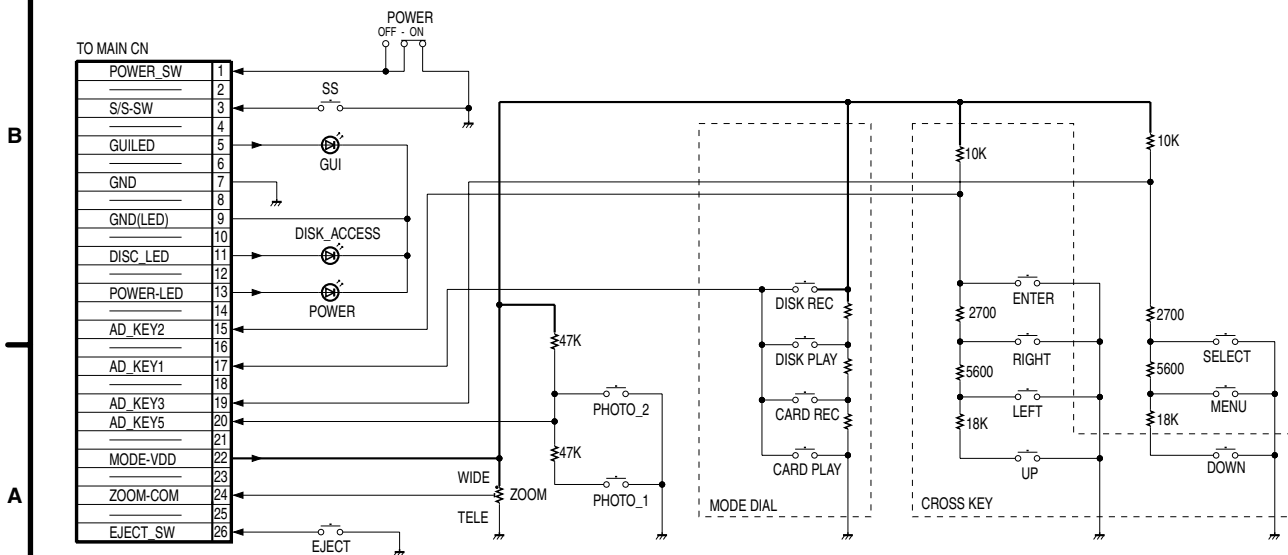 POWER
OFF - ON
TO MAIN CN
POWER_SW 1
2
S/S-SW 3
4
GUILED 5
6
GND 7
8
GND(LED) 9
10
DISC_LED 11
12
POWER-LED 13
14
AD_KEY2 15
16
AD_KEY1 17
18
AD_KEY3 19
AD_KEY5 20
21
MODE-VDD 22
23
ZOOM-COM 24
25
EJECT_SW 26
B
A
SS
GUI
DISK_ACCESS
POWER
47K
47K
PHOTO_2
PHOTO_1
WIDE
ZOOM
TELE
EJECT
DISK REC
DISK PLAY
CARD REC
CARD PLAY
MODE DIAL
10K
ENTER
2700
RIGHT
5600
LEFT
18K
UP
CROSS KEY
10K
2700
SELECT
5600
MENU
18K
DOWN